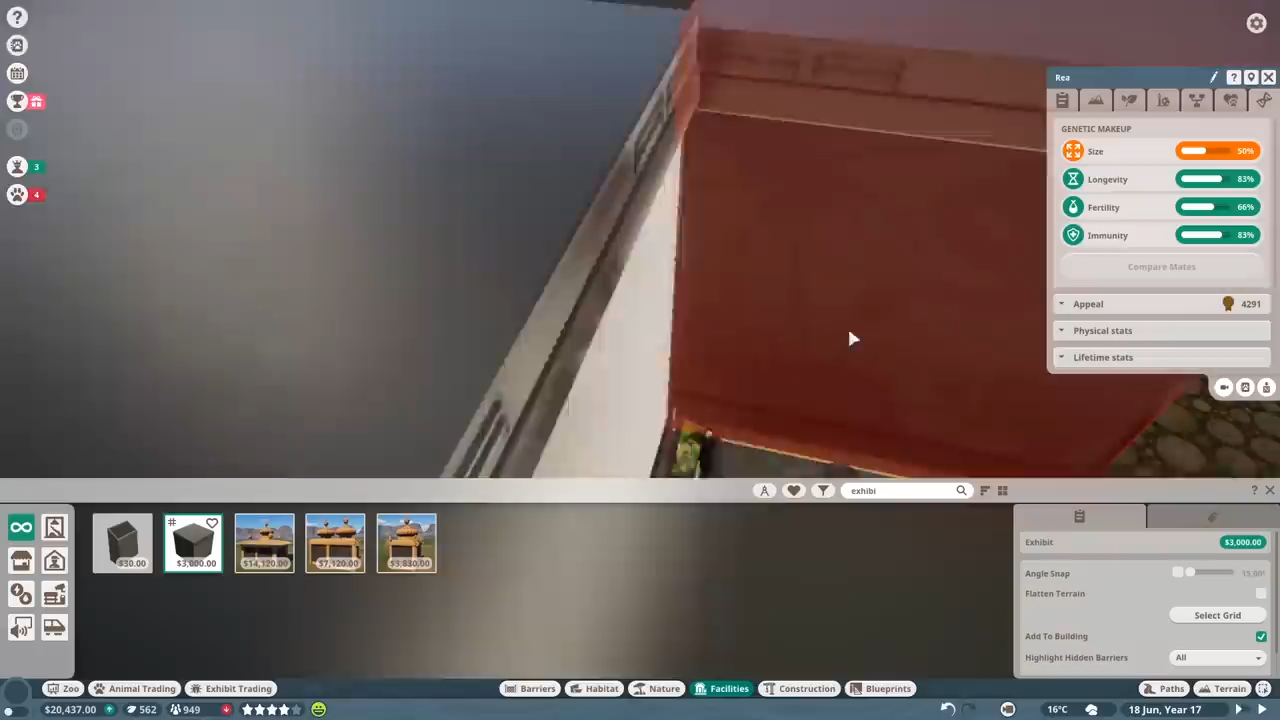 Rea
GENETIC MAKEUP
Size 50%
Longevity 83%
Fertility 66%
Immunity 83%
Compare Mates
Appeal 4291
Physical stats
Lifetime stats
3
4
exhibi
$30.00 $3,000.00 $14,120.00 $7,120.00 $3,830.00
Exhibit $3,000.00
Angle Snap
Flatten Terrain
Select Grid
Add To Building
Highlight Hidden Barriers All
Zoo Animal Trading Exhibit Trading Barriers Habitat Nature Facilities Construction Blueprints Paths Terrain
$20,437.00 562 949 16°C 18 Jun, Year 17